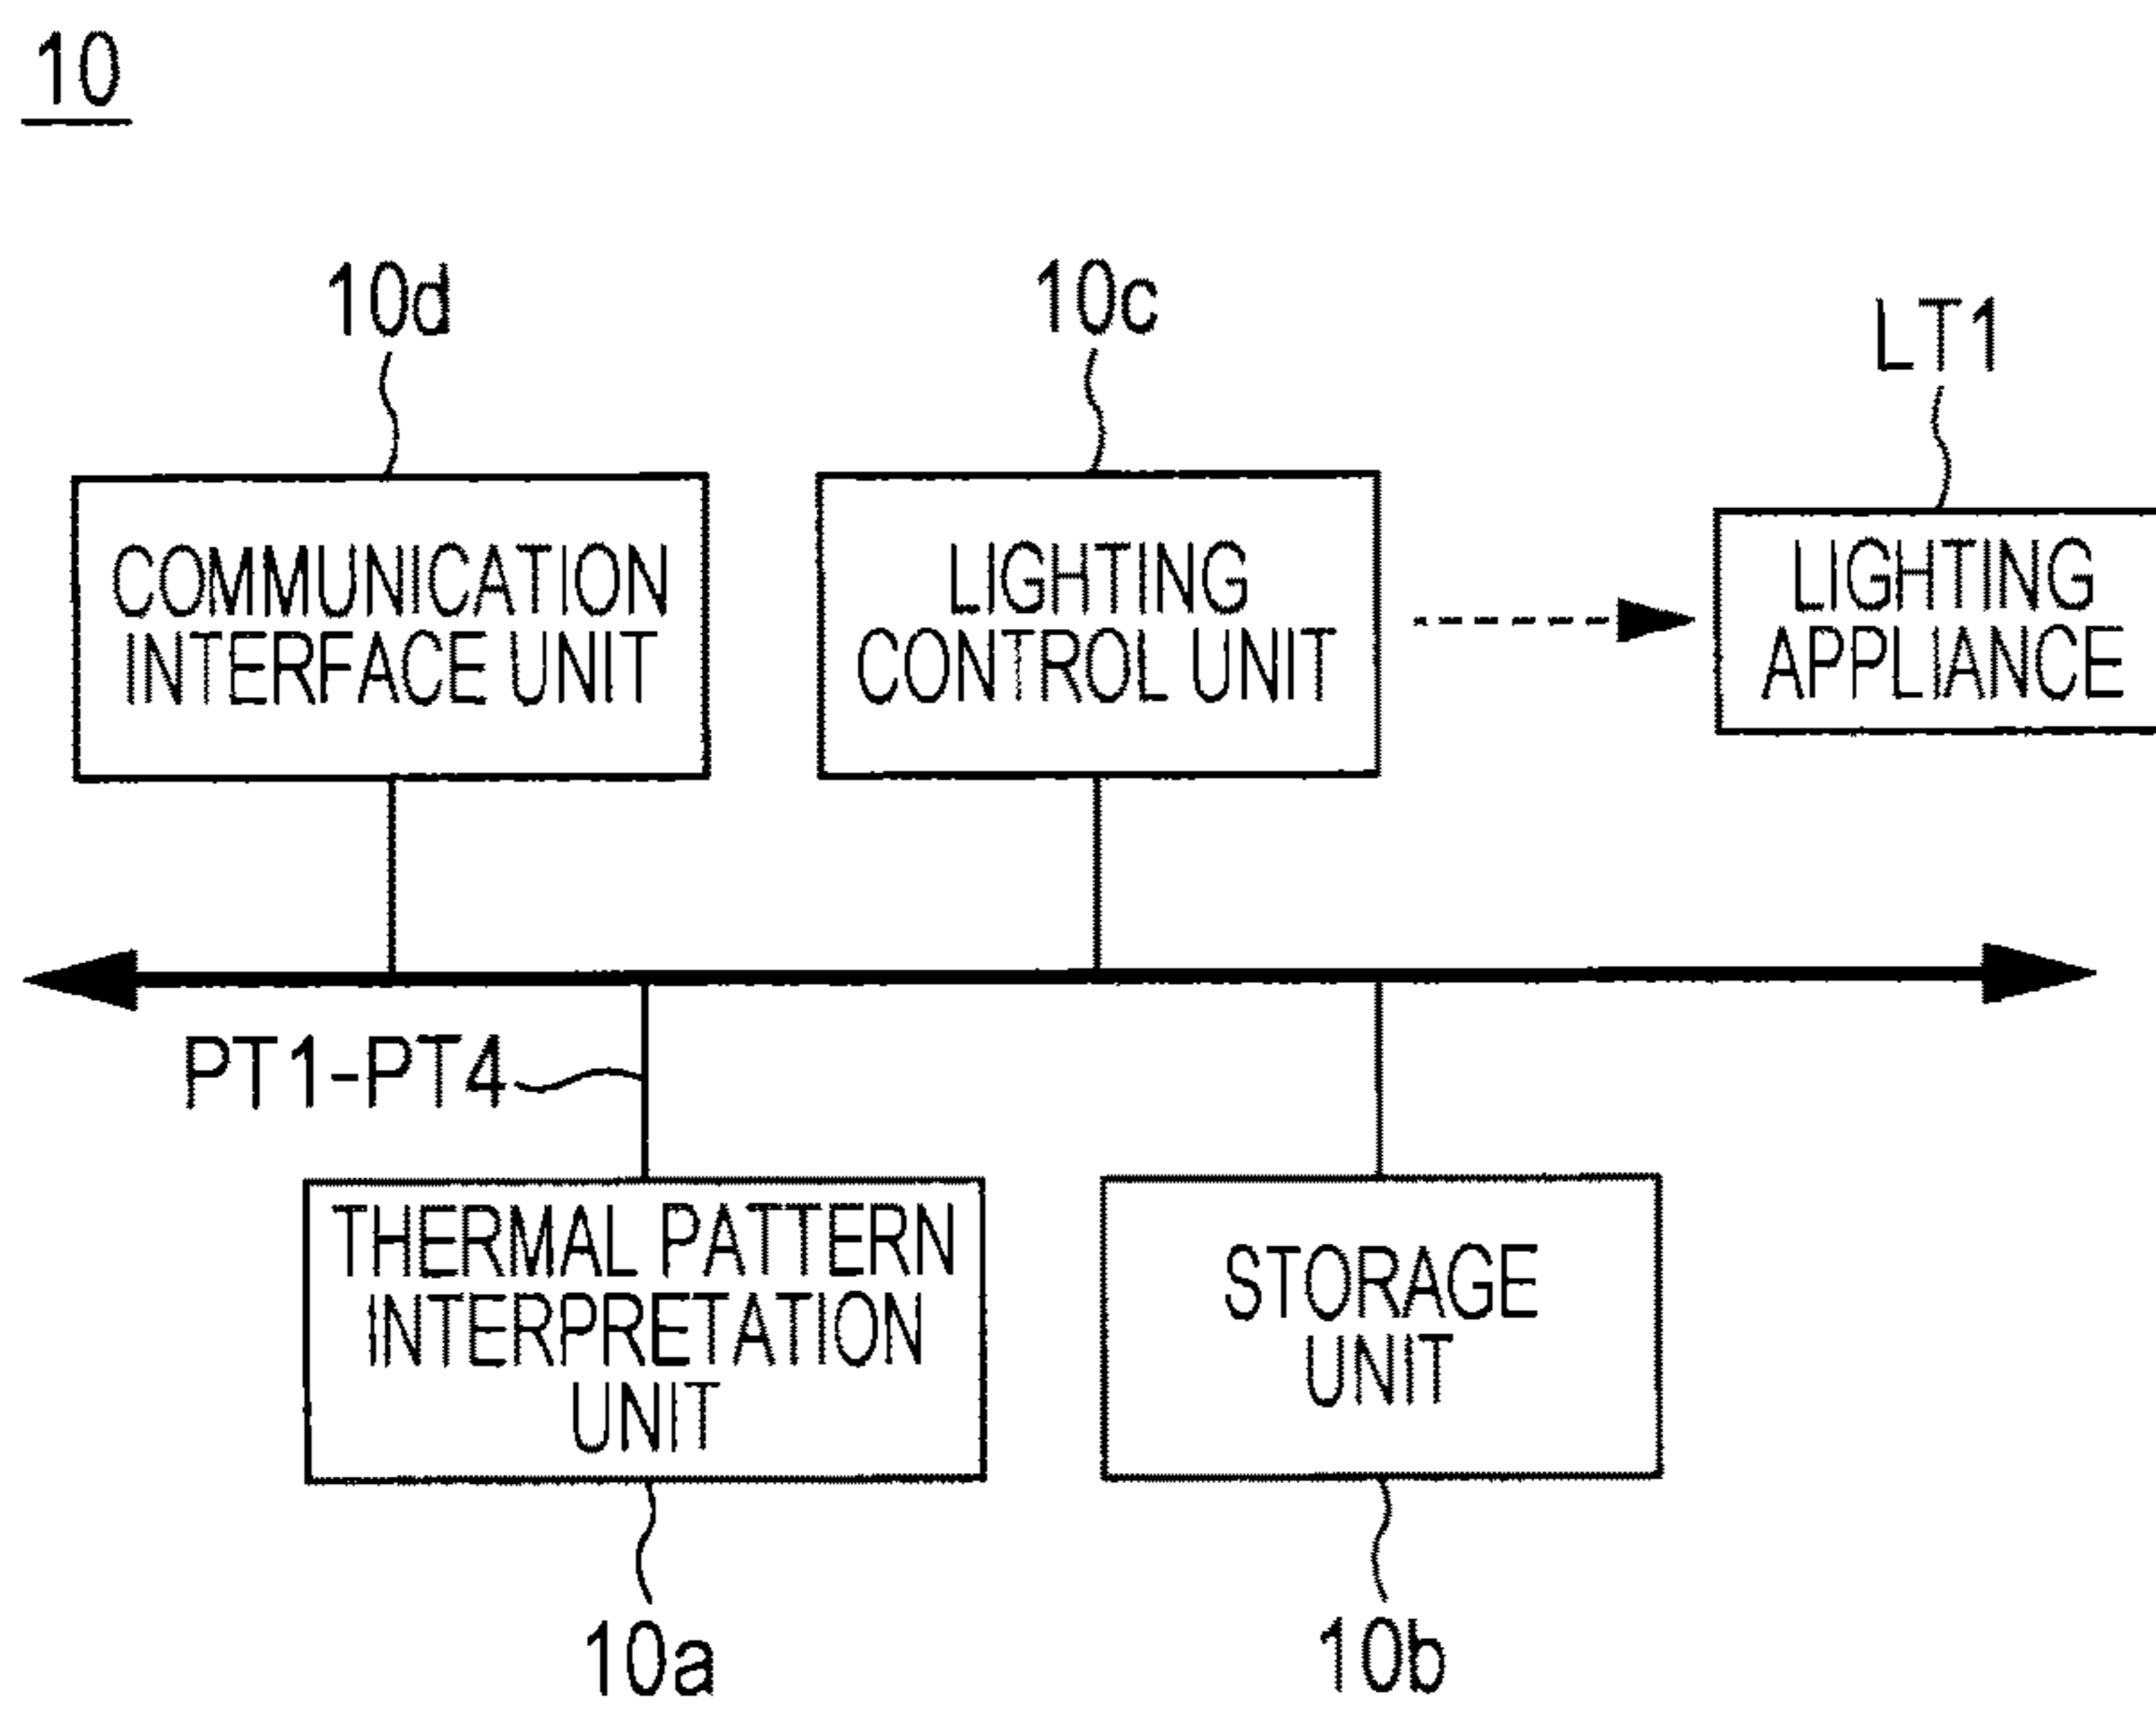 10
10d
10c
LT1
COMMUNICATION
INTERFACE UNIT
LIGHTING
CONTROL UNIT
LIGHTING
APPLIANCE
PT1-PT4
THERMAL PATTERN
INTERPRETATION
UNIT
STORAGE
UNIT
10a
10b